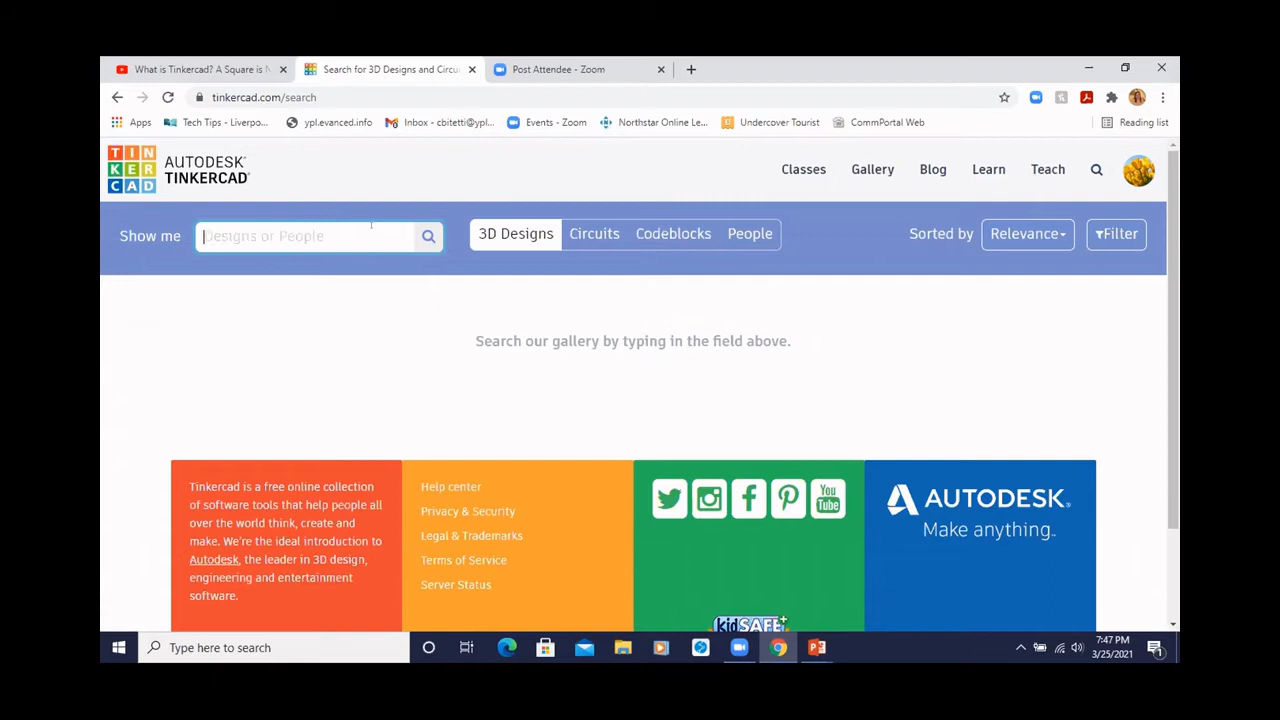 What is Tinkercad? A Square is N
Search for 3D Designs and Circu
Post Attendee - Zoom
tinkercad.com/search
Apps
Tech Tips - Liverpo...
ypl.evanced.info
Inbox - cbitetti@ypl...
Events - Zoom
Northstar Online Le...
Undercover Tourist
CommPortal Web
Reading list
TIN
KER
CAD
AUTODESK®
TINKERCAD®
Classes
Gallery
Blog
Learn
Teach
Show me
Designs or People
3D Designs
Circuits
Codeblocks
People
Sorted by
Relevance
Filter
Search our gallery by typing in the field above.
Tinkercad is a free online collection
of software tools that help people all
over the world think, create and
make. We're the ideal introduction to
Autodesk, the leader in 3D design,
engineering and entertainment
software.
Help center
Privacy & Security
Legal & Trademarks
Terms of Service
Server Status
You
Tube
kidSAFE
AUTODESK®
Make anything..
Type here to search
7:47 PM
3/25/2021
1